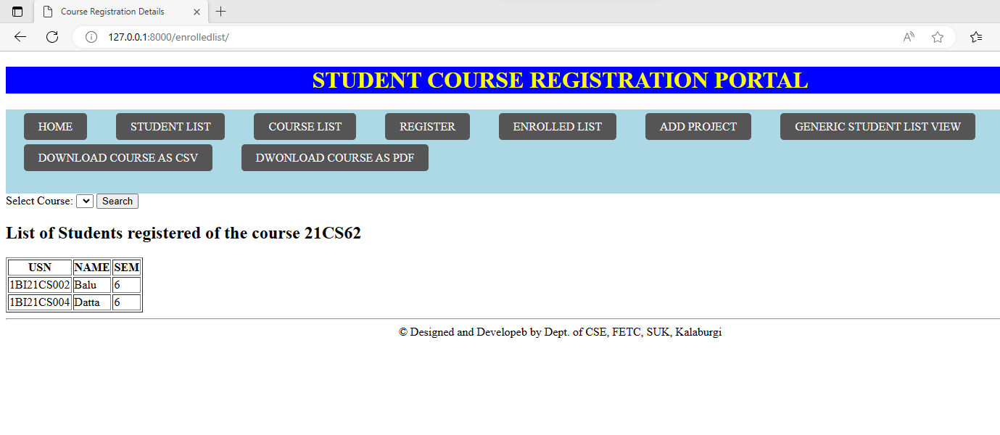 Course Registration Details
127.0.0.1:8000/enrolledlist/
STUDENT COURSE REGISTRATION PORTAL
HOME STUDENT LIST COURSE LIST REGISTER ENROLLED LIST ADD PROJECT GENERIC STUDENT LIST VIEW
DOWNLOAD COURSE AS CSV DWONLOAD COURSE AS PDF
Select Course: Search
List of Students registered of the course 21CS62
USN NAME SEM
1BI21CS002 Balu 6
1BI21CS004 Datta 6
© Designed and Developeb by Dept. of CSE, FETC, SUK, Kalaburgi